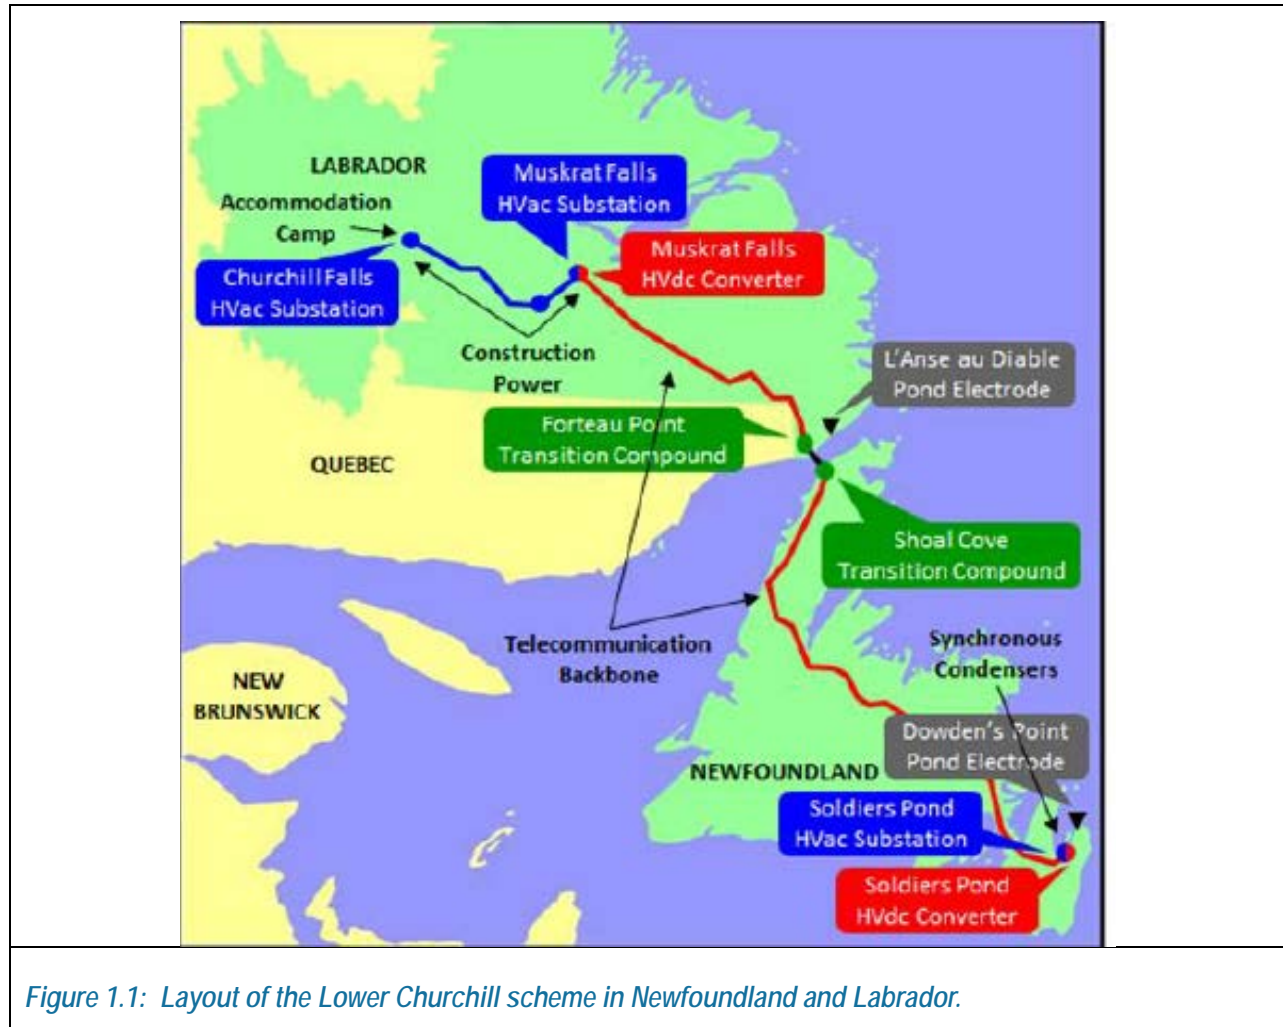 LABRADOR
Accommodation
Camp
Muskrat Falls
HVac Substation
Churchill Falls
HVac Substation
Muskrat Falls
HVdc Converter
Construction
Power
L'Anse au Diable
Pond Electrode
Forteau Point
Transition Compound
QUEBEC
Shoal Cove
Transition Compound
Telecommunication
Backbone
Synchronous
Condensers
NEW
BRUNSWICK
Dowden's Point
Pond Electrode
NEWFOUNDLAND
Soldiers Pond
HVac Substation
Soldiers Pond
HVdc Converter
Figure 1.1: Layout of the Lower Churchill scheme in Newfoundland and Labrador.